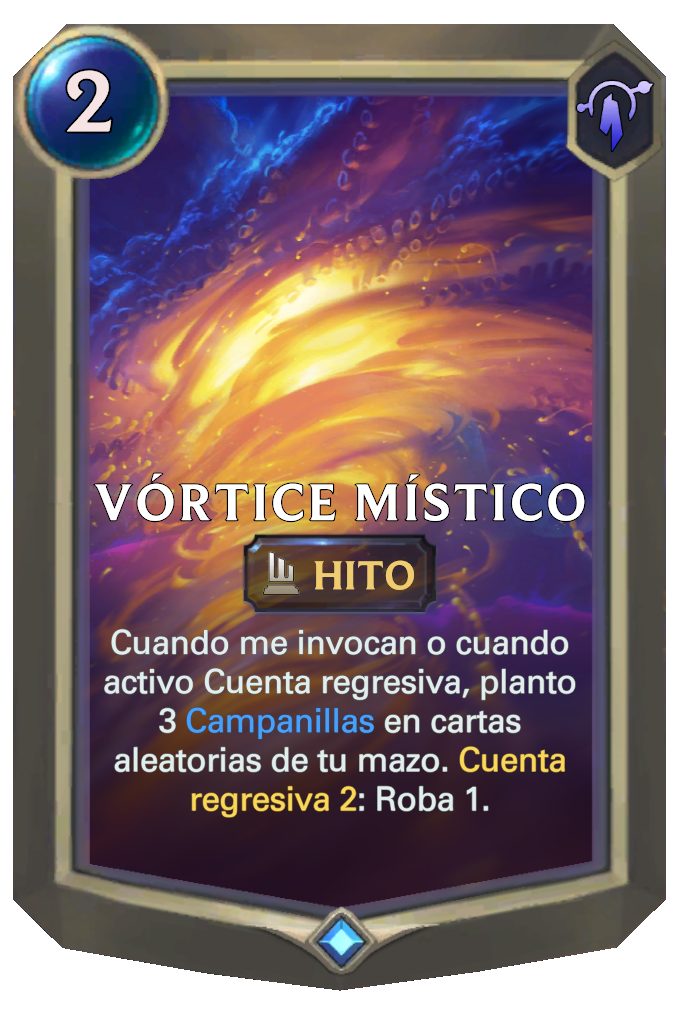 2
VÓRTICE MÍSTICO
HITO
Cuando me invocan o cuando
activo Cuenta regresiva, planto
3 Campanillas en cartas
aleatorias de tu mazo. Cuenta
regresiva 2: Roba 1.